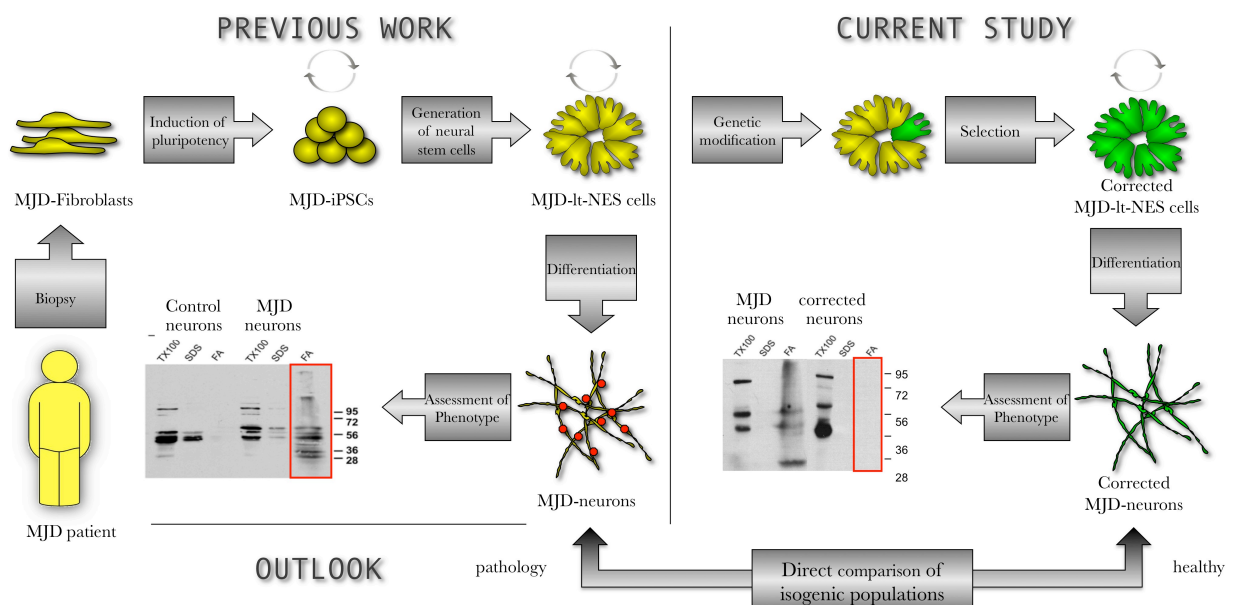 PREVIOUS WORK
CURRENT STUDY
Induction of
pluripotency
Generation
of neural
stem cells
Genetic
modification
Selection
MJD-Fibroblasts
MJD-iPSCs
MJD-lt-NES cells
Corrected
MJD-lt-NES cells
Biopsy
Differentiation
Differentiation
Control
neurons
MJD
neurons
TX100
SDS
FA
TX100
SDS
FA
95
72
56
36
28
Assessment of
Phenotype
MJD
neurons
corrected
neurons
TX100
SDS
FA
TX100
SDS
FA
95
72
56
36
28
Assessment of
Phenotype
MJD patient
MJD-neurons
Corrected
MJD-neurons
OUTLOOK
pathology
Direct comparison of
isogenic populations
healthy